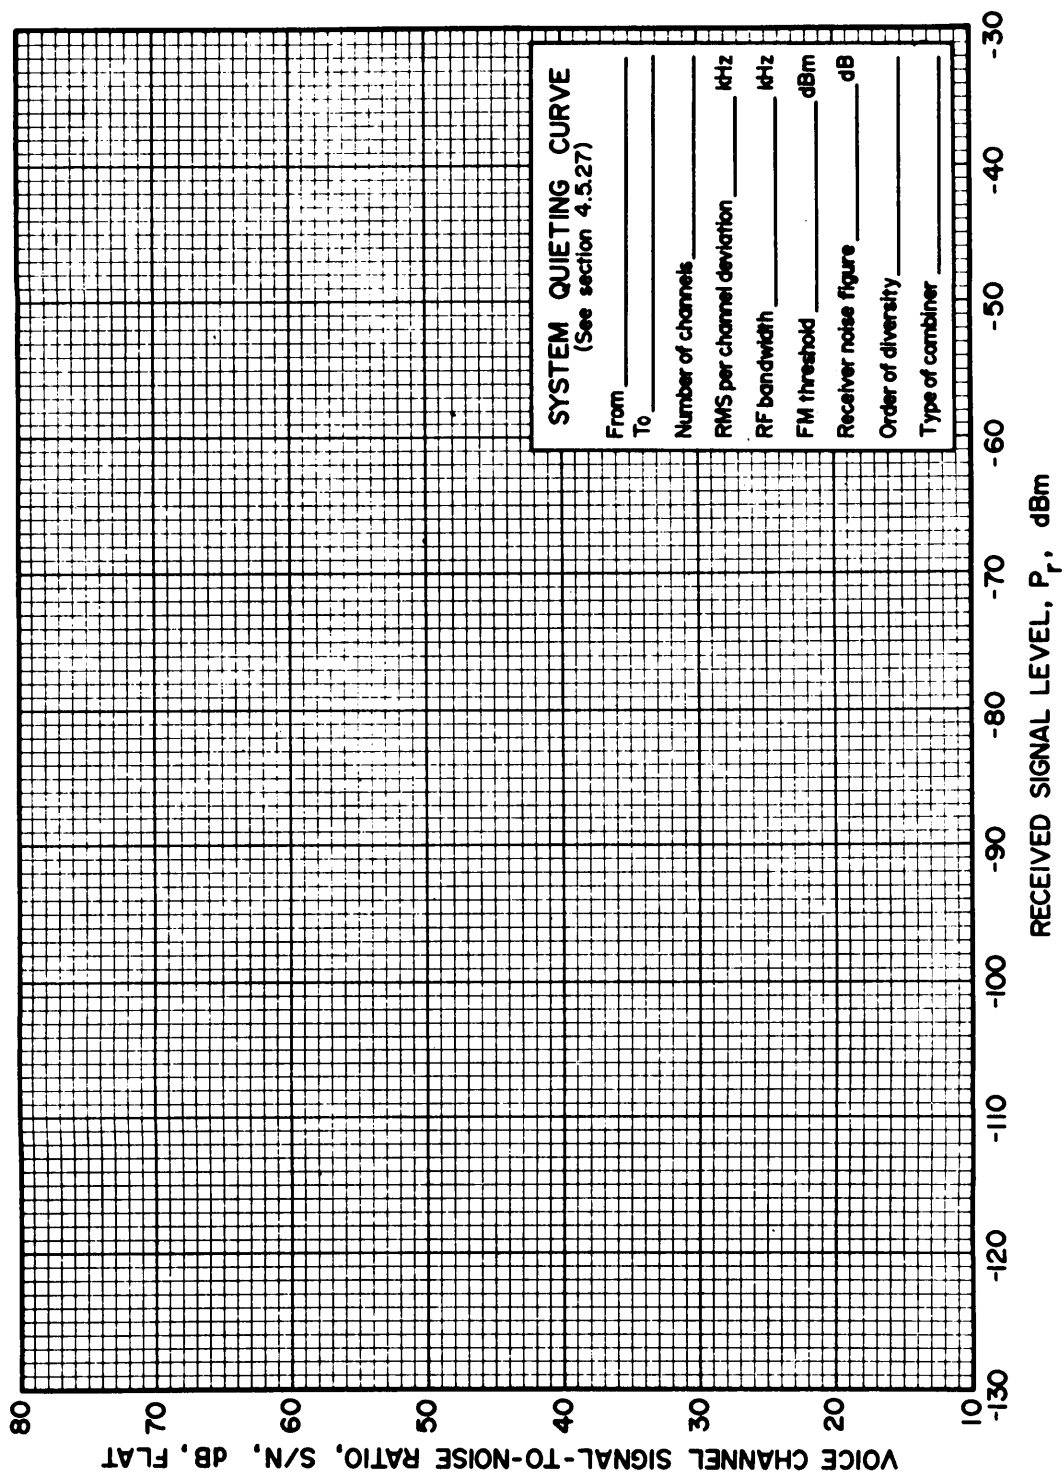 VOICE CHANNEL SIGNAL-TO-NOISE RATIO, S/N, dB, FLAT
80
70
60
50
40
30
20
10
-130
-120
-110
-100
-90
-80
-70
-60
-50
-40
-30
RECEIVED SIGNAL LEVEL, Pr, dBm
SYSTEM QUIETING CURVE
(See section 4.5.27)
From
To
Number of channels
RMS per channel deviation kHz
RF bandwidth kHz
FM threshold dBm
Receiver noise figure dB
Order of diversity
Type of combiner